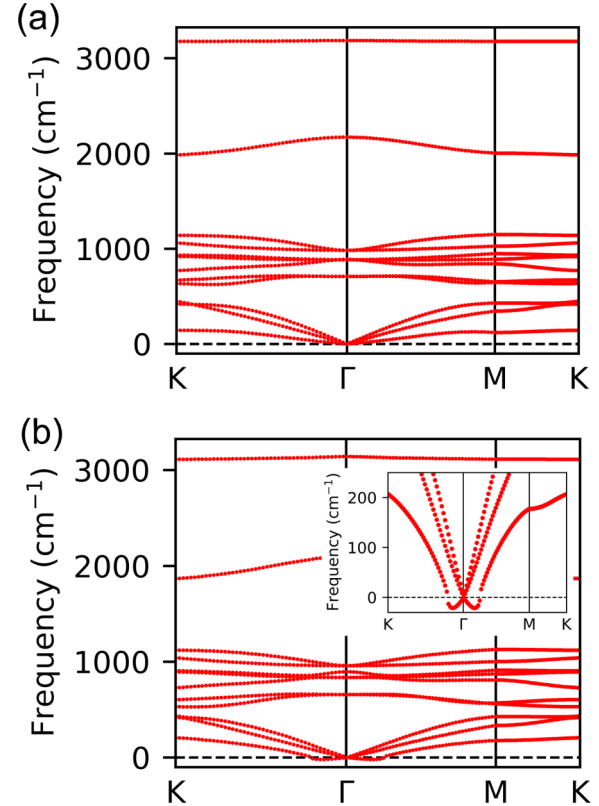 (a)
3000
2000
1000
0
Frequency (cm⁻¹)
K Γ M K
(b)
3000
2000
1000
0
Frequency (cm⁻¹)
K Γ M K
200
100
0
Frequency (cm⁻¹)
K Γ M K